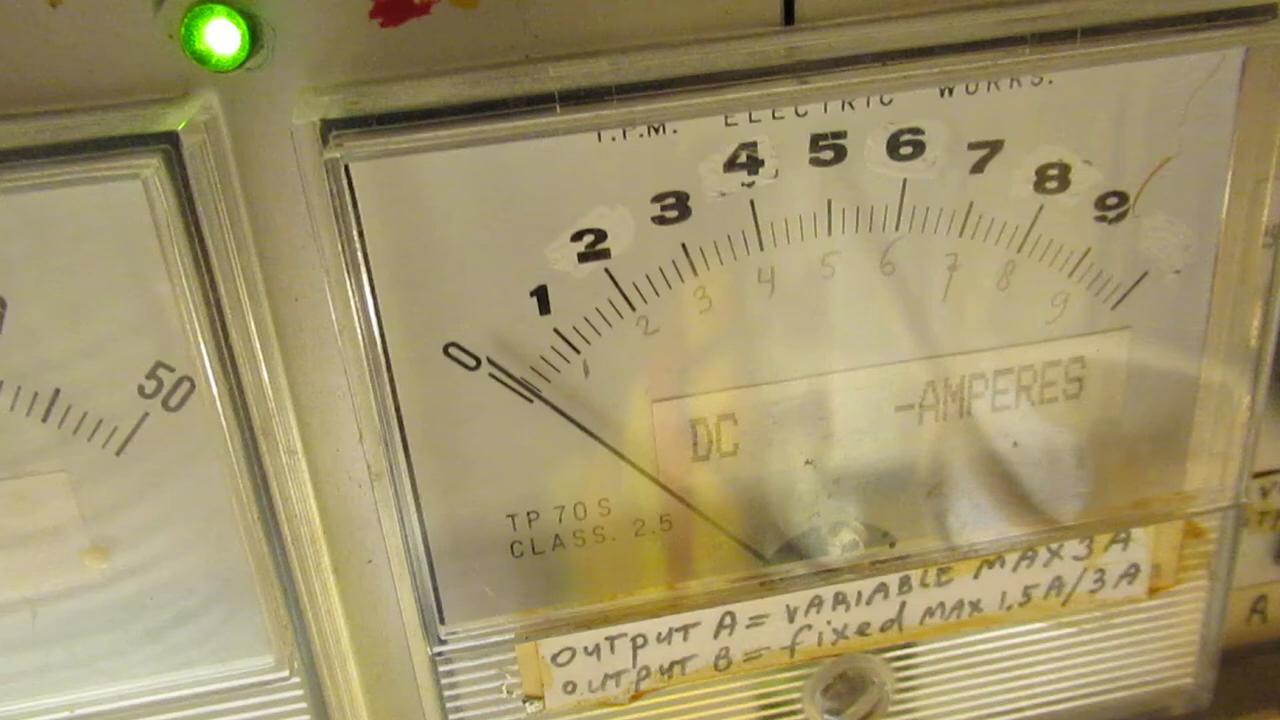 T.P.M. ELECTRIC WORKS.
0 1 2 3 4 5 6 7 8 9
2 3 4 5 6 7 8 9
50
DC -AMPERES
TP 70 S
CLASS. 2.5
OUTPUT A = VARIABLE MAX 3 A
OUTPUT B = fixed MAX 1.5A/3A
A